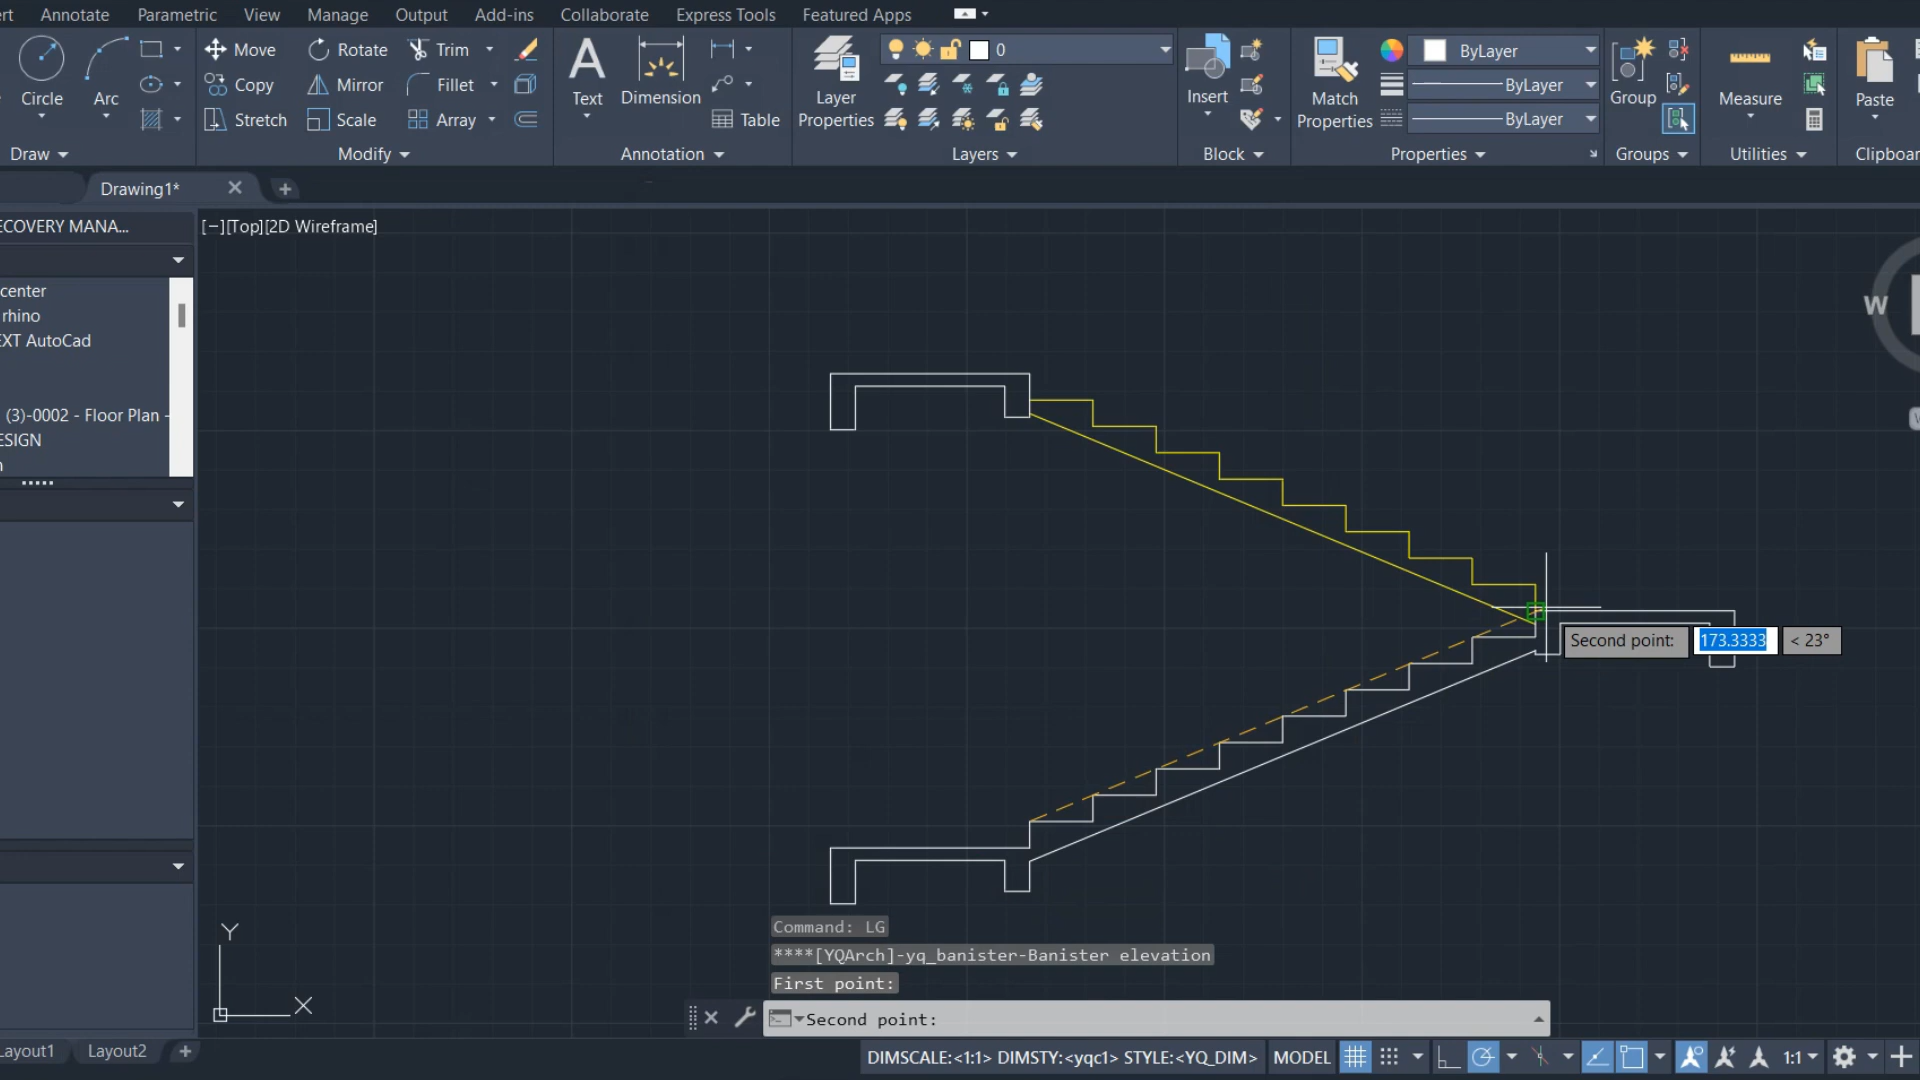 rt Annotate Parametric View Manage Output Add-ins Collaborate Express Tools Featured Apps
Circle
Arc
Move Rotate Trim
Copy Mirror Fillet
Stretch Scale Array
Text
Dimension
Table
Layer
Properties
0
Insert
Match
Properties
ByLayer
ByLayer
ByLayer
Group
Measure
Paste
Draw Modify Annotation Layers Block Properties Groups Utilities Clipboar
Drawing1*
ECOVERY MANA...
[−][Top][2D Wireframe]
center
rhino
EXT AutoCad
(3)-0002 - Floor Plan -
ESIGN
W
Second point: 173.3333 < 23°
Y
X
Command: LG
****[YQArch]-yq_banister-Banister elevation
First point:
Second point:
Layout1 Layout2
DIMSCALE:<1:1> DIMSTY:<yqc1> STYLE:<YQ_DIM> MODEL 1:1